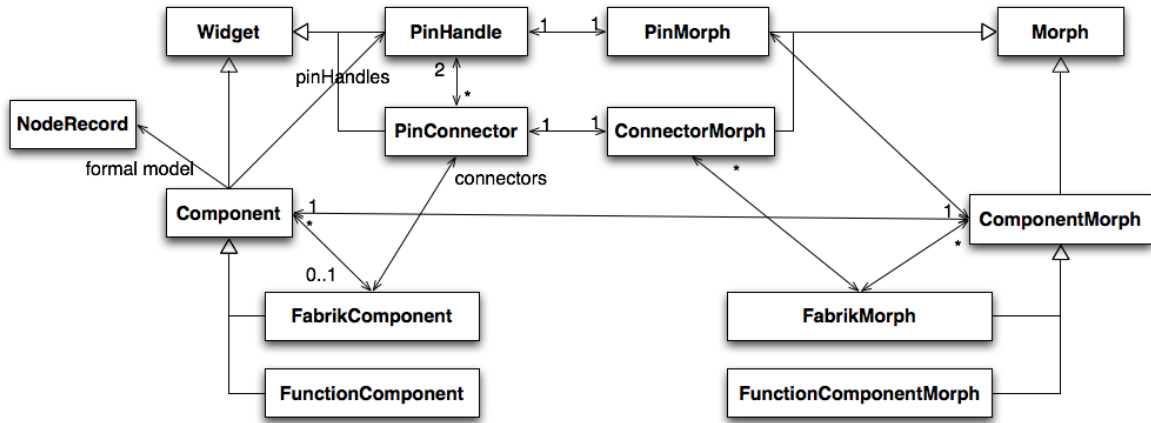 Widget
PinHandle
1
1
PinMorph
Morph
pinHandles
2
*
NodeRecord
PinConnector
1
1
ConnectorMorph
formal model
connectors
*
Component
1
1
ComponentMorph
*
*
0..1
FabrikComponent
FabrikMorph
FunctionComponent
FunctionComponentMorph